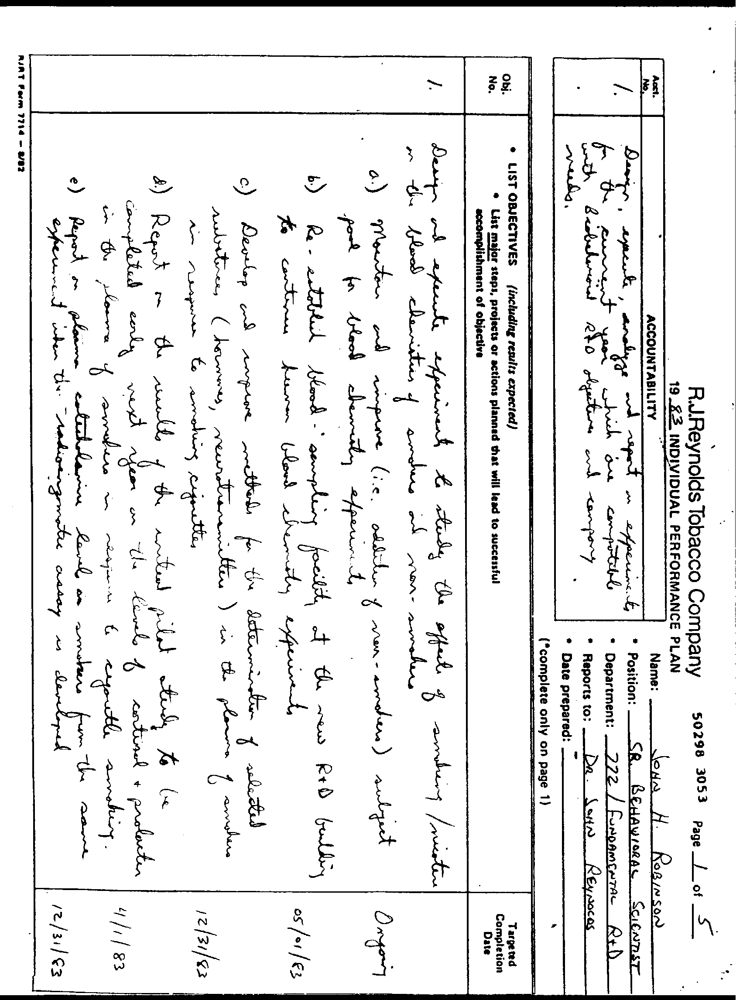 R.J.Reynolds Tobacco Company
50298 3053 Page 1 of 5
19 83 INDIVIDUAL PERFORMANCE PLAN
Name: JOHN H. ROBINSON
• Position: SR. BEHAVIORAL SCIENTIST
• Department: 772 / FUNDAMENTAL R+D
• Reports to: DR. JOHN REYNOLDS
• Date prepared: -
(*complete only on page 1)
Acct. No.
ACCOUNTABILITY
1. Design, execute, analyze and report on experiments
for the current year which are compatible
with Biobehavioral R+D objectives and company
needs.
Obj. No.
• LIST OBJECTIVES (including results expected)
• List major steps, projects or actions planned that will lead to successful
accomplishment of objective
Targeted
Completion
Date
1. Design and execute experiments to study the effects of smoking/nicotine
on the blood chemistry of smokers and non-smokers
a.) Maintain and improve (i.e. addition of non-smokers) subject
pool for blood chemistry experiments Ongoing
b.) Re-established blood-sampling facility at the new R+D building
to continue human blood chemistry experiments 05/01/83
c.) Develop and improve methods for the determination of selected
substances (hormones, neurotransmitters) in the plasma of smokers
in response to smoking cigarettes 12/31/83
d.) Report on the results of the initial pilot study to be
completed early next year on the levels of cortisol + prolactin
in the plasma of smokers in response to cigarette smoking. 4/1/83
e) Report on plasma catecholamine levels in smokers from the same
experiment when the radioenzymatic assay is developed 12/31/83
RJRT Form 7714 — 8/82